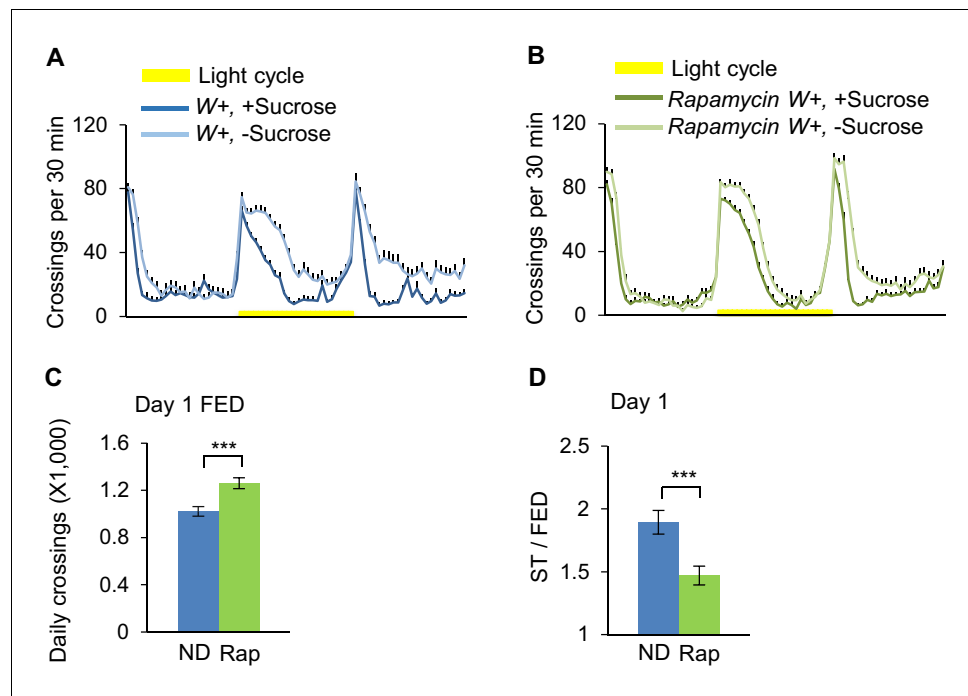 A
Light cycle
W+, +Sucrose
W+, -Sucrose
Crossings per 30 min
120
80
40
0
B
Light cycle
Rapamycin W+, +Sucrose
Rapamycin W+, -Sucrose
Crossings per 30 min
120
80
40
0
C
Day 1 FED
Daily crossings (X1,000)
1.6
1.2
0.8
0.4
0
***
ND Rap
D
Day 1
ST / FED
2.5
2
1.5
1
***
ND Rap